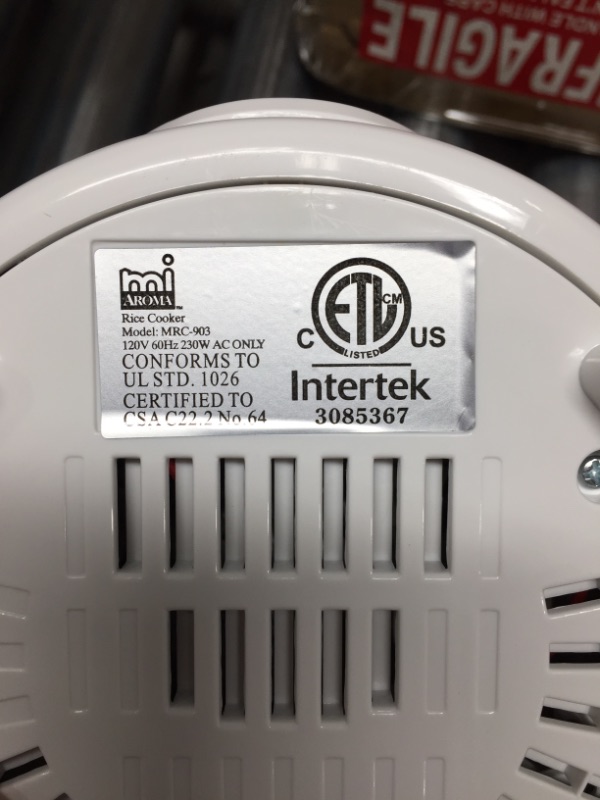 FRAGILE
mi
AROMA
Rice Cooker
Model: MRC-903
120V 60Hz 230W AC ONLY
CONFORMS TO
UL STD. 1026
CERTIFIED TO
CSA C22.2 No.64
ETL CM
C US
LISTED
Intertek
3085367